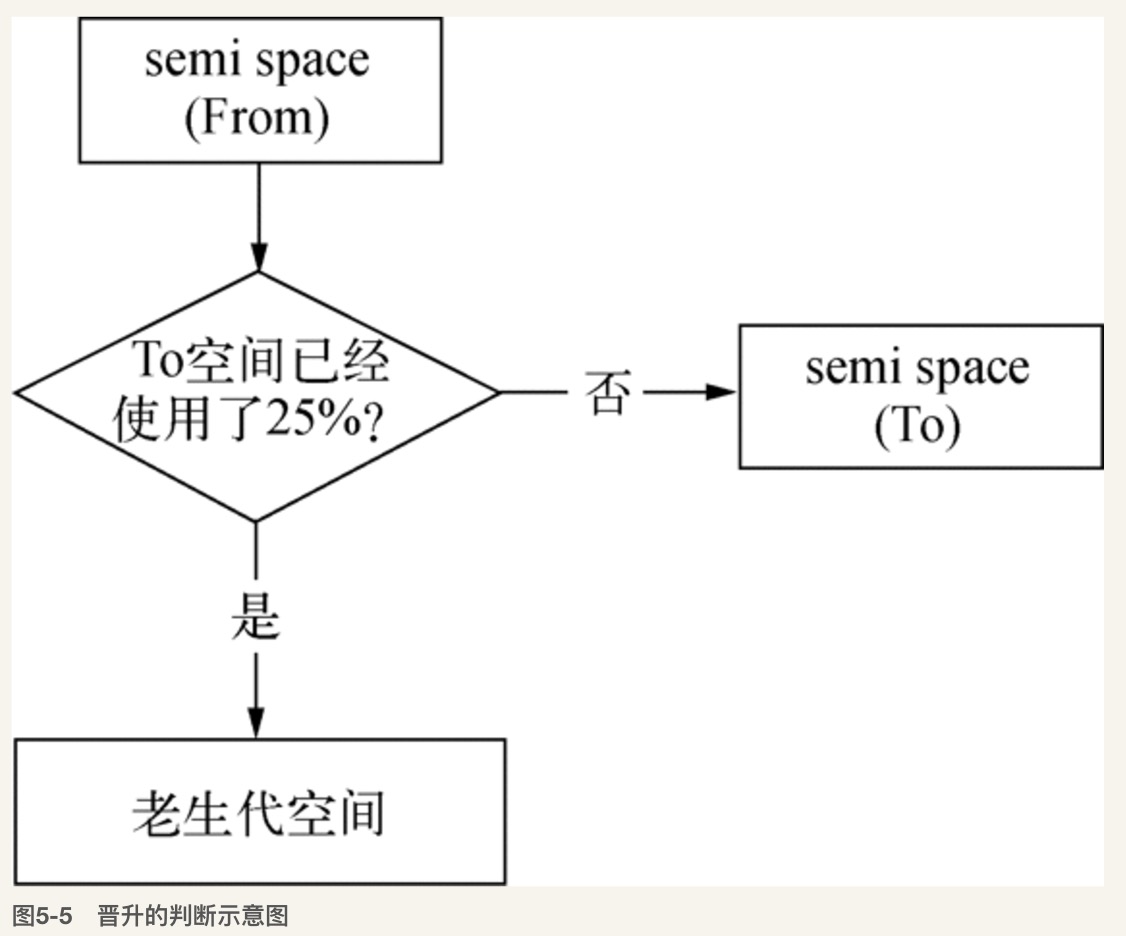 semi space
(From)
To空间已经
使用了25%?
否
semi space
(To)
是
老生代空间
图5-5 晋升的判断示意图